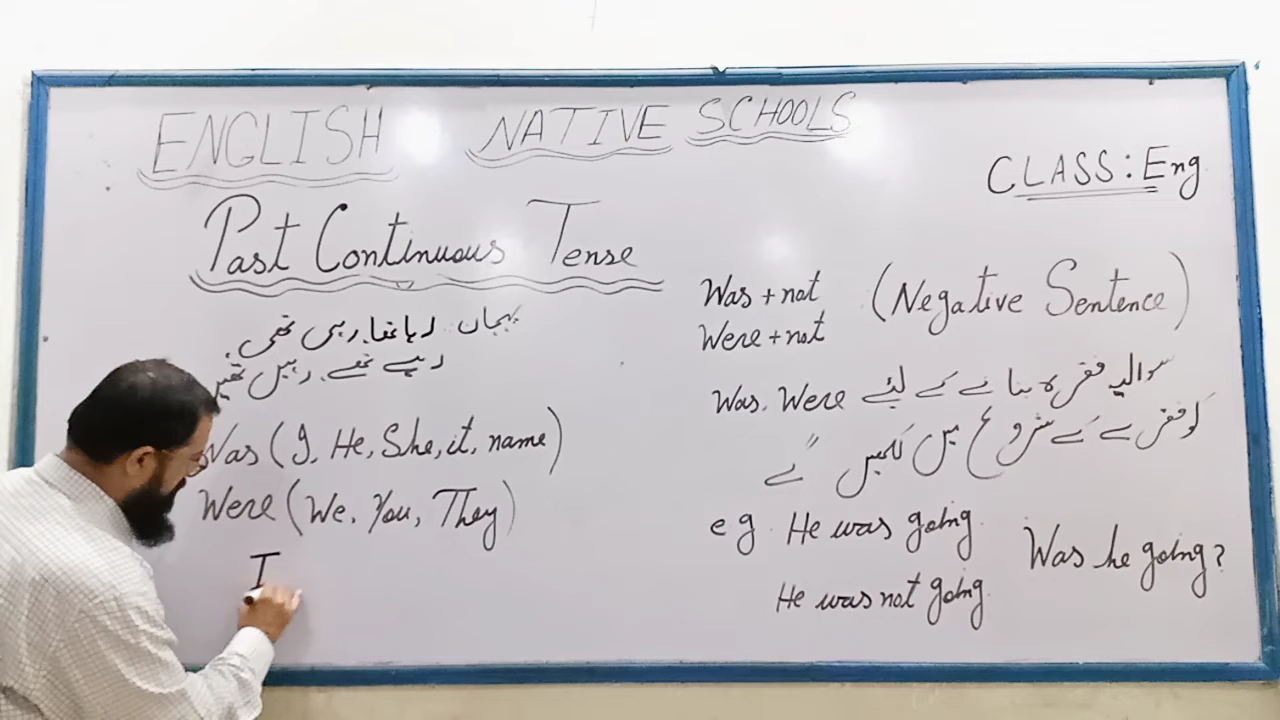 ENGLISH NATIVE SCHOOLS
CLASS: Eng
Past Continuous Tense
پہچان رہا تھا، رہی تھی،
رہے تھے، رہیں تھیں
Was (I, He, She, it, name)
Were (We, You, They)
I
Was + not (Negative Sentence)
Were + not
سوالیہ فقرہ بنانے کے لئے Was, Were
کو فقرے کے شروع میں لکھیں گے
eg. He was going. Was he going?
He was not going